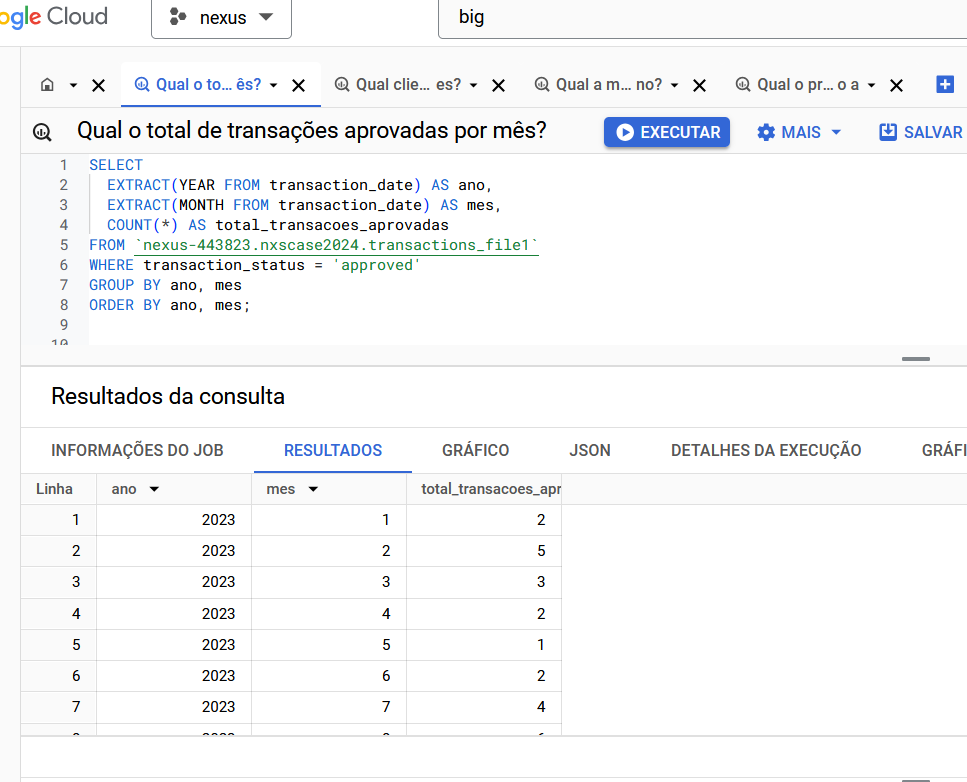 ogle Cloud
nexus
big
Qual o to... ês?
Qual clie... es?
Qual a m... no?
Qual o pr... o a
Qual o total de transações aprovadas por mês?
EXECUTAR
MAIS
SALVAR
1 SELECT
2 EXTRACT(YEAR FROM transaction_date) AS ano,
3 EXTRACT(MONTH FROM transaction_date) AS mes,
4 COUNT(*) AS total_transacoes_aprovadas
5 FROM `nexus-443823.nxscase2024.transactions_file1`
6 WHERE transaction_status = 'approved'
7 GROUP BY ano, mes
8 ORDER BY ano, mes;
9
10
Resultados da consulta
INFORMAÇÕES DO JOB RESULTADOS GRÁFICO JSON DETALHES DA EXECUÇÃO GRÁFI
Linha ano mes total_transacoes_apr
1 2023 1 2
2 2023 2 5
3 2023 3 3
4 2023 4 2
5 2023 5 1
6 2023 6 2
7 2023 7 4